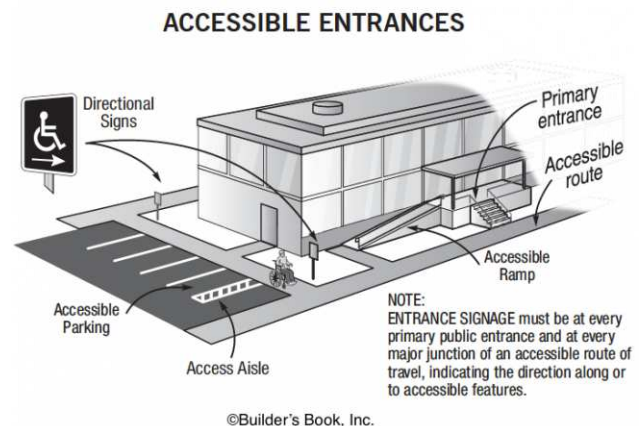 ACCESSIBLE ENTRANCES
Directional
Signs
Primary
entrance
Accessible
route
Accessible
Ramp
Accessible
Parking
Access Aisle
NOTE:
ENTRANCE SIGNAGE must be at every
primary public entrance and at every
major junction of an accessible route of
travel, indicating the direction along or
to accessible features.
©Builder's Book, Inc.